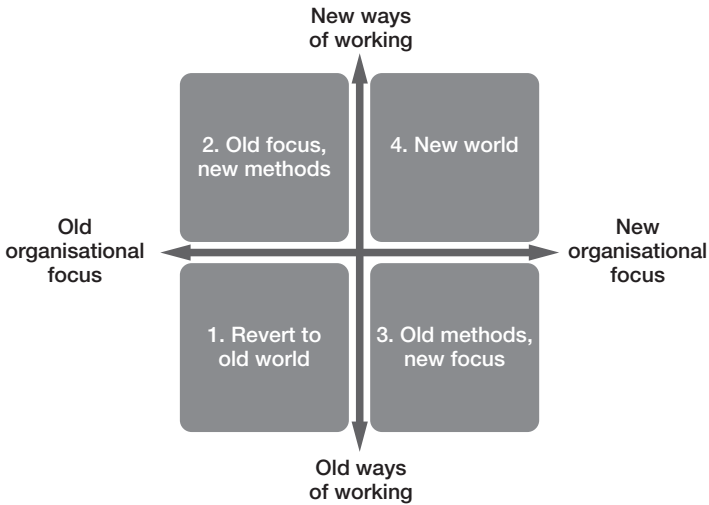 New ways
of working
2. Old focus,
new methods
4. New world
Old
organisational
focus
New
organisational
focus
1. Revert to
old world
3. Old methods,
new focus
Old ways
of working